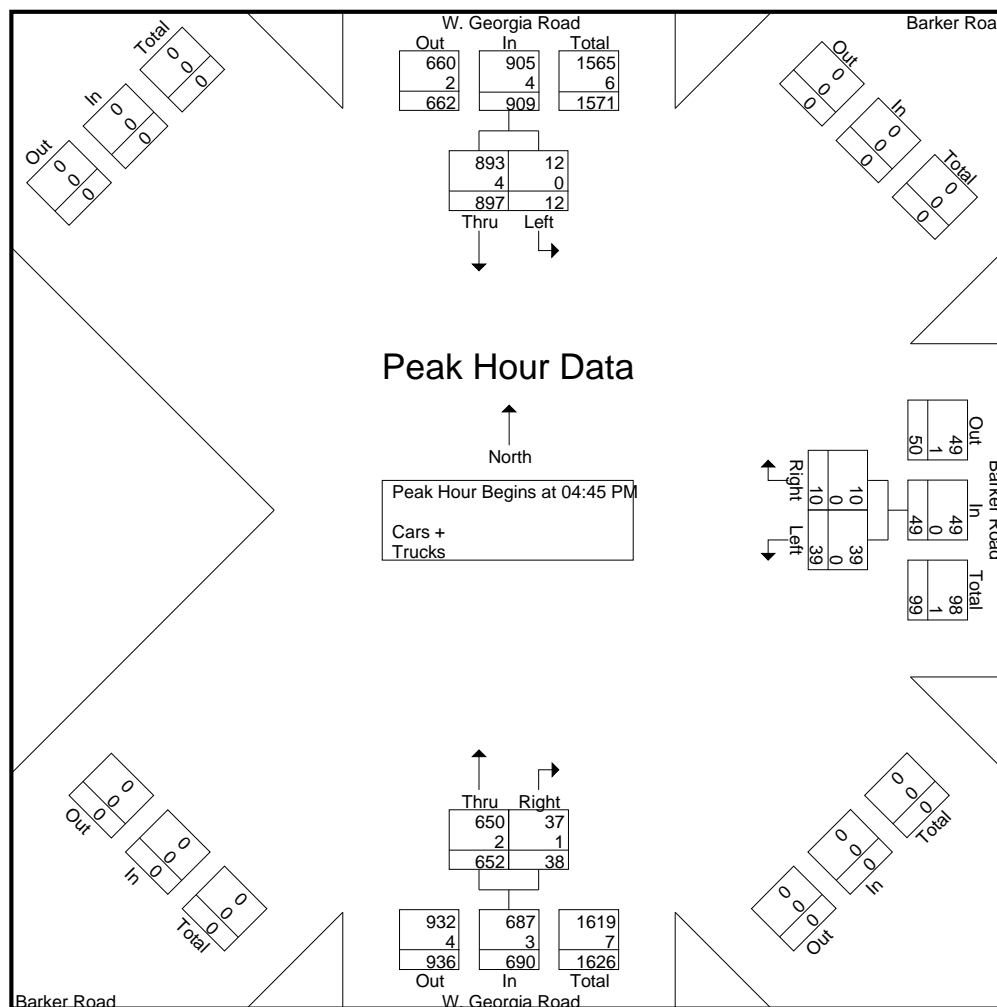 W. Georgia Road
Barker Road
Out In Total
660 905 1565
2 4 6
662 909 1571
893 12
4 0
897 12
Thru Left
Total
0
0
0
In
0
0
0
Out
0
0
0
Out
0
0
0
In
0
0
0
Total
0
0
0
Peak Hour Data
North
Peak Hour Begins at 04:45 PM
Cars +
Trucks
Right
10
0
10
Left
39
0
39
Out
49
1
50
In
49
0
49
Total
98
1
99
Barker Road
Thru Right
650 37
2 1
652 38
932 687 1619
4 3 7
936 690 1626
Out In Total
W. Georgia Road
0
0
0
Out
0
0
0
In
0
0
0
Total
0
0
0
Total
0
0
0
In
0
0
0
Out
Barker Road